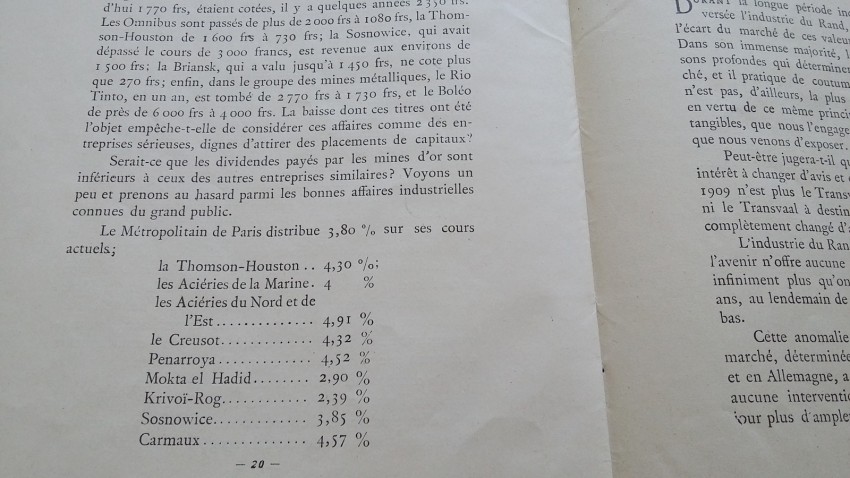 d'hui 1 770 frs, étaient cotées, il y a quelques années 2 350 frs.
Les Omnibus sont passés de plus de 2 000 frs à 1080 frs, la Thom-
son-Houston de 1 600 frs à 730 frs; la Sosnowice, qui avait
dépassé le cours de 3 000 francs, est revenue aux environs de
1 500 frs; la Briansk, qui a valu jusqu'à 1 450 frs, ne cote plus
que 270 frs; enfin, dans le groupe des mines métalliques, le Rio
Tinto, en un an, est tombé de 2 770 frs à 1 730 frs, et le Boléo
de près de 6 000 frs à 4 000 frs. La baisse dont ces titres ont été
l'objet empêche-t-elle de considérer ces affaires comme des en-
treprises sérieuses, dignes d'attirer des placements de capitaux?
Serait-ce que les dividendes payés par les mines d'or sont
inférieurs à ceux des autres entreprises similaires? Voyons un
peu et prenons au hasard parmi les bonnes affaires industrielles
connues du grand public.
Le Métropolitain de Paris distribue 3,80 % sur ses cours
actuels;
la Thomson-Houston .. 4,30 %;
les Aciéries de la Marine. 4 %
les Aciéries du Nord et de
l'Est .............. 4,91 %
le Creusot ............. 4,32 %
Penarroya .............. 4,52 %
Mokta el Hadid ........ 2,90 %
Krivoï-Rog ............ 2,39 %
Sosnowice ............. 3,85 %
Carmaux .............. 4,57 %
— 20 —
DURANT la longue période
versée l'industrie du Rand,
l'écart du marché de ces valeu
Dans son immense majorité, l
sons profondes qui déterminen
ché, et il pratique de coutum
n'est pas, d'ailleurs, la plus
en vertu de ce même princi
tangibles, que nous l'engage
que nous venons d'exposer.
Peut-être jugera-t-il qu
intérêt à changer d'avis et
1909 n'est plus le Transv
ni le Transvaal à destin
complètement changé d'
L'industrie du Rand
l'avenir n'offre aucune
infiniment plus qu'on
ans, au lendemain de
bas.
Cette anomalie
marché, déterminée
et en Allemagne, a
aucune interventi
jour plus d'ample